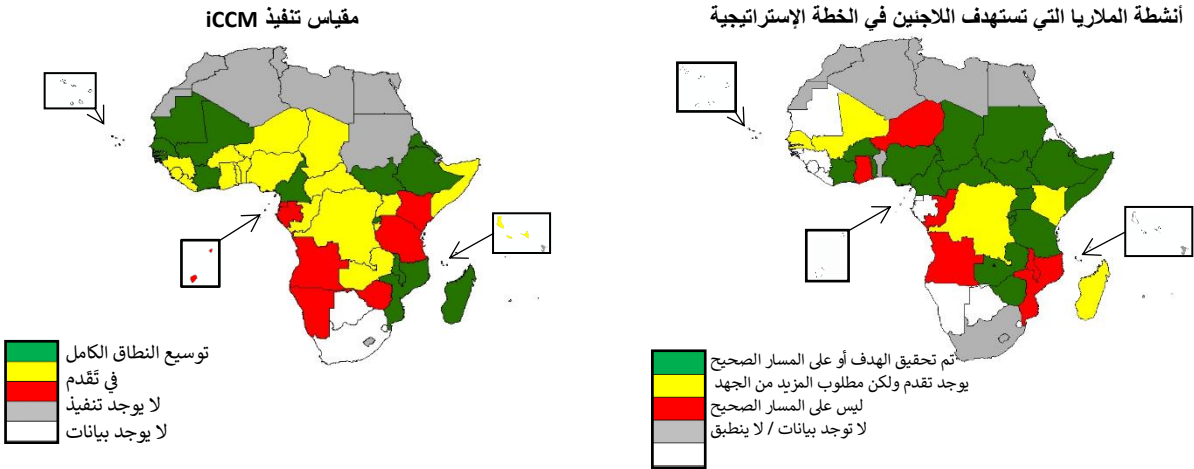 أنشطة الملاريا التي تستهدف اللاجئين في الخطة الإستراتيجية
تم تحقيق الهدف أو على المسار الصحيح
يوجد تقدم ولكن مطلوب المزيد من الجهد
ليس على المسار الصحيح
لا توجد بيانات / لا ينطبق
مقياس تنفيذ iCCM
توسيع النطاق الكامل
في تَقَدم
لا يوجد تنفيذ
لا يوجد بيانات